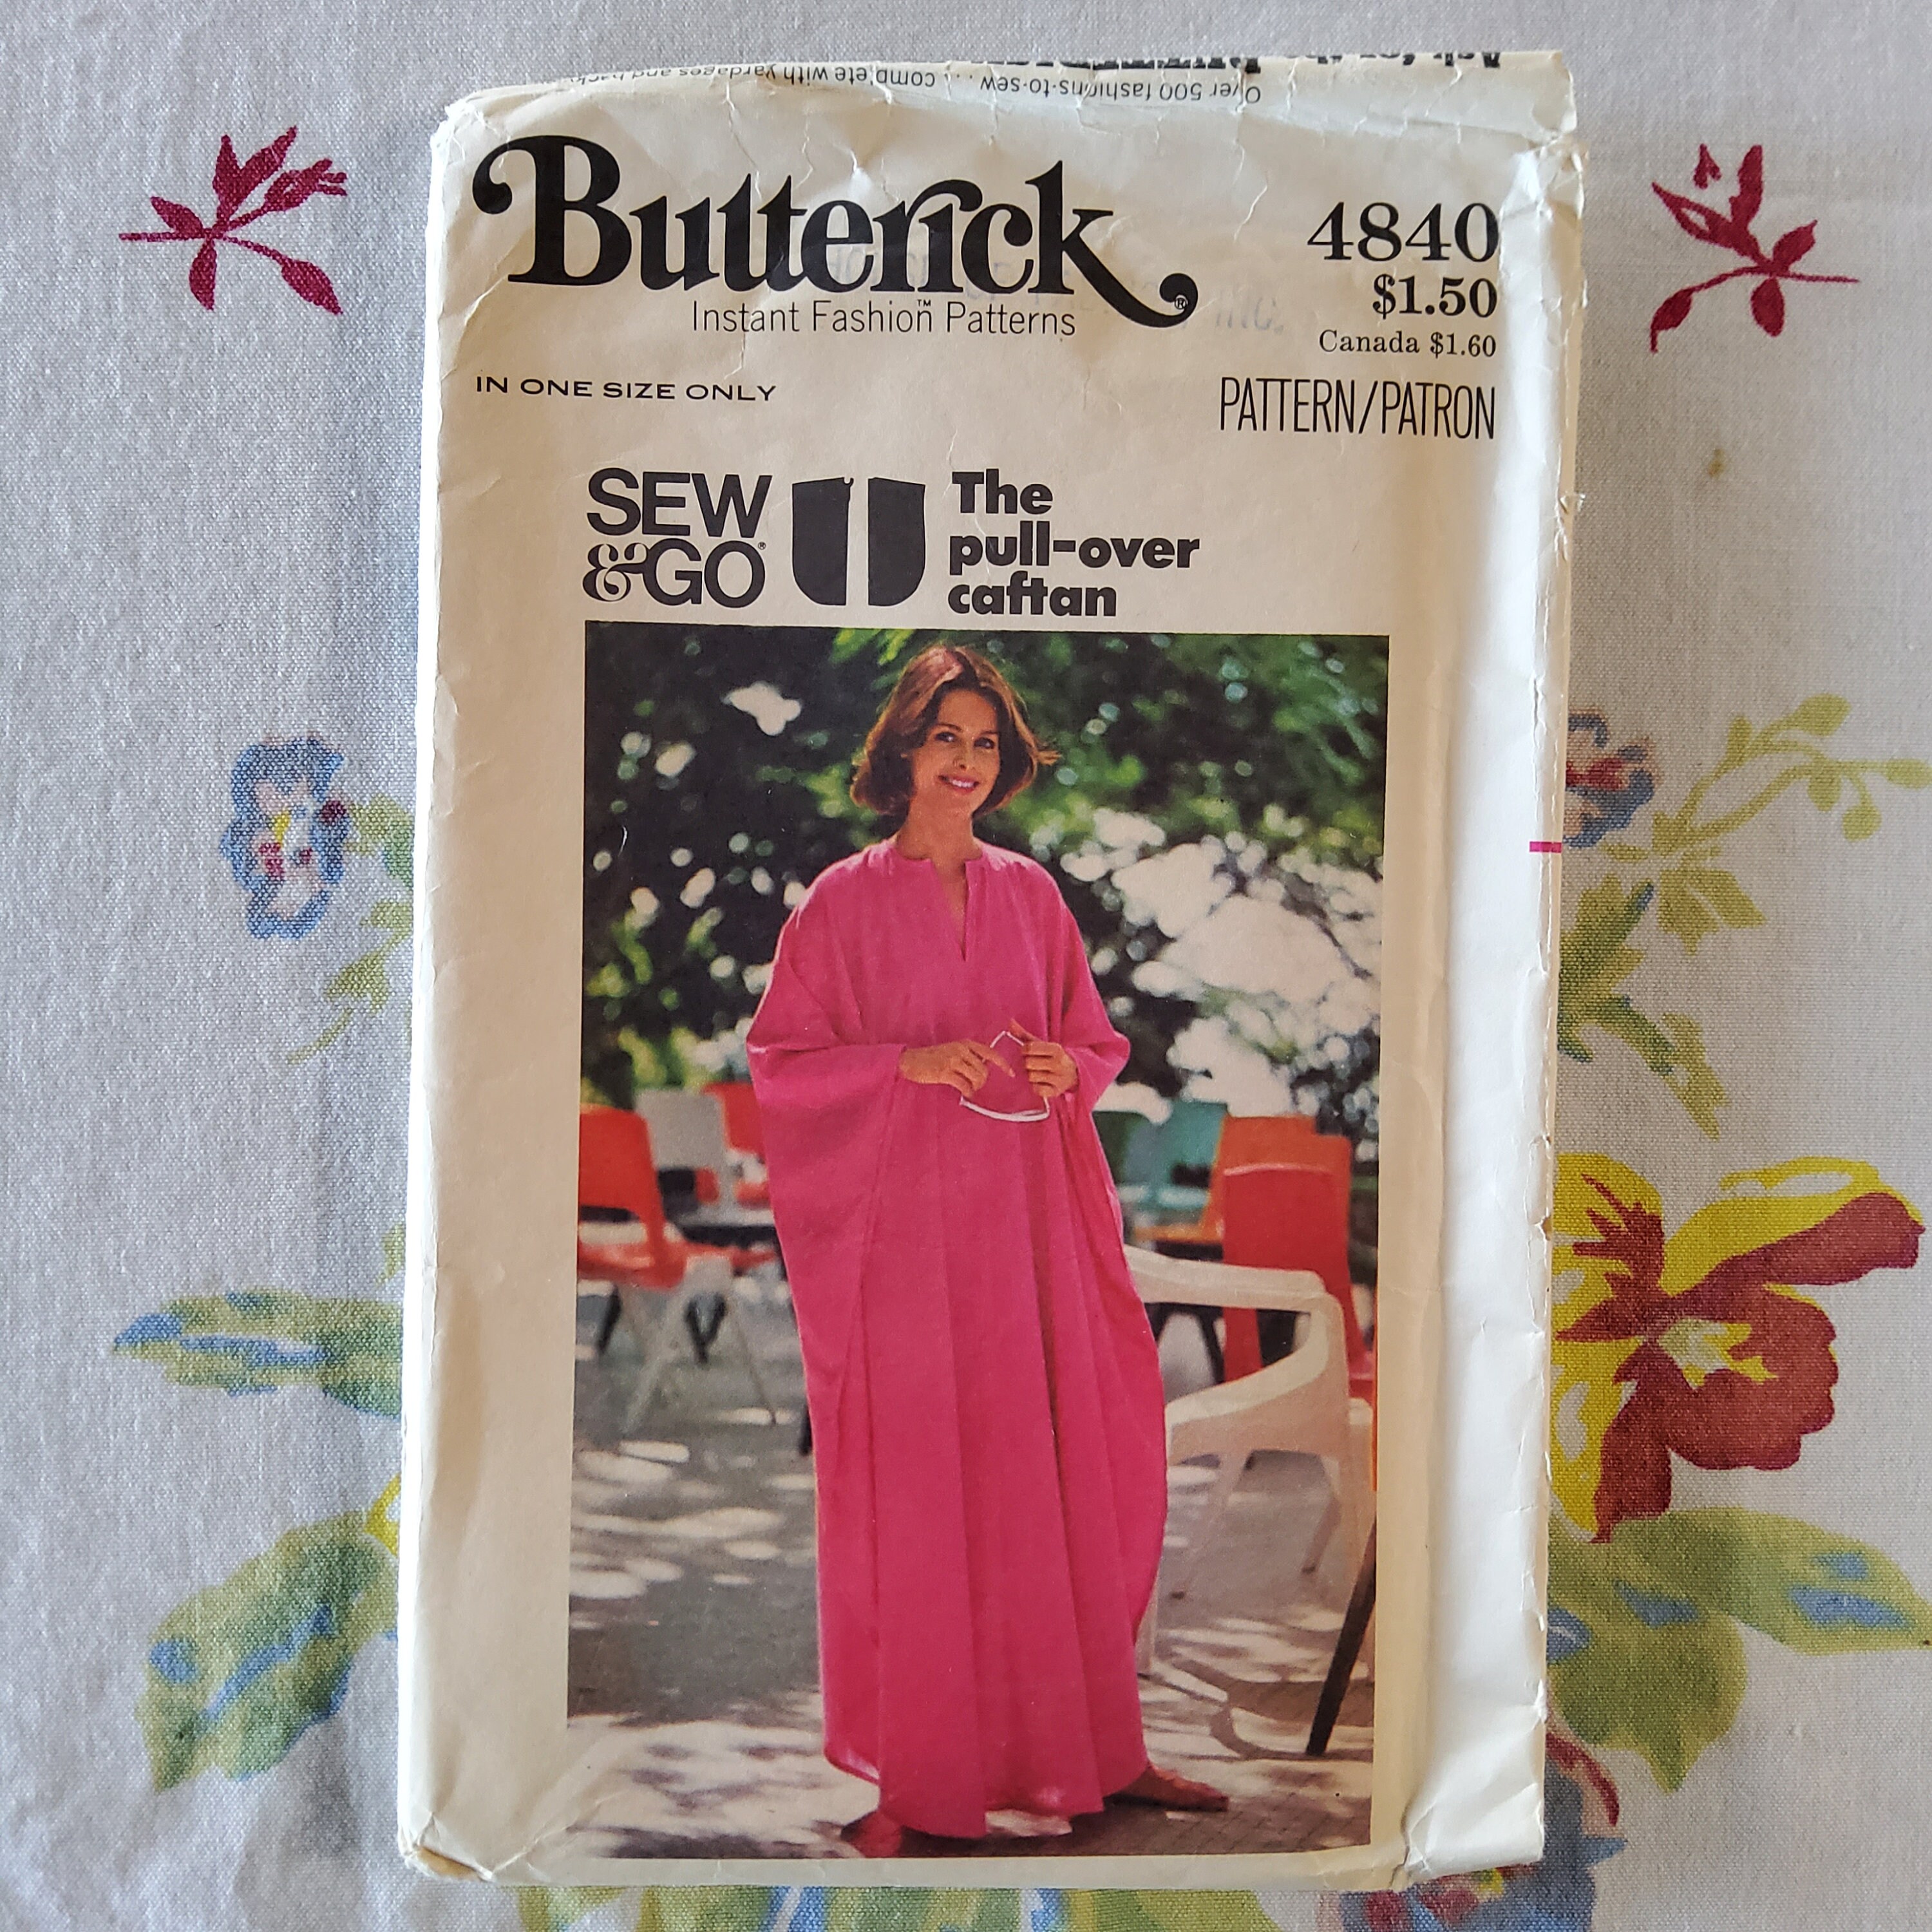 Over 500 fashions-to-sew . . . complete with yardages and
Butterick®
Instant Fashion™ Patterns
4840
$1.50
Canada $1.60
IN ONE SIZE ONLY
PATTERN/PATRON
SEW
&GO®
The
pull-over
caftan